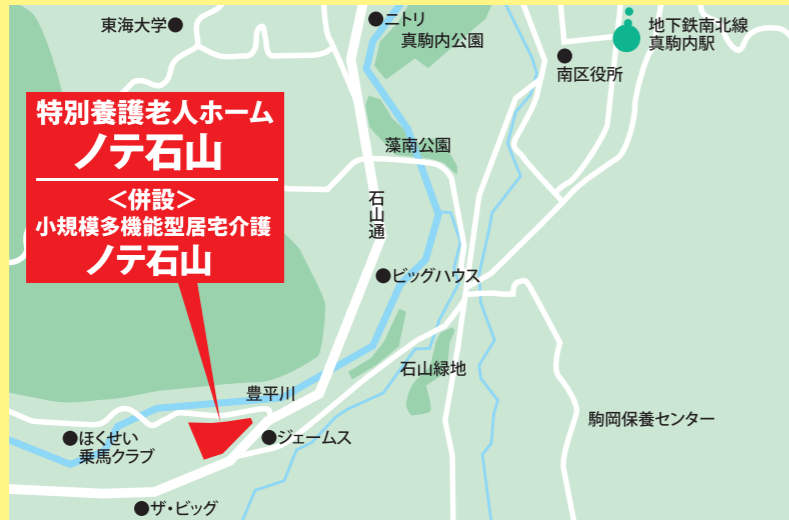 東海大学
ニトリ
真駒内公園
地下鉄南北線
真駒内駅
南区役所
特別養護老人ホーム
ノテ石山
＜併設＞
小規模多機能型居宅介護
ノテ石山
藻南公園
石山通
ビッグハウス
石山緑地
豊平川
駒岡保養センター
ほくせい
乗馬クラブ
ジェームス
ザ・ビッグ